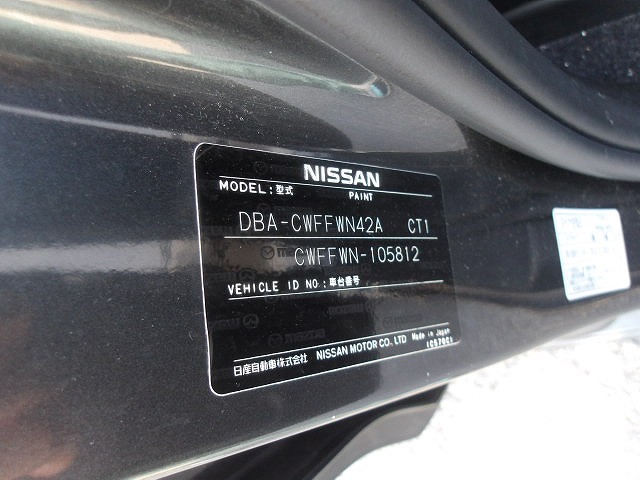 NISSAN
MODEL:型式 PAINT
DBA-CWFFWN42A CT1
CWFFWN-105812
VEHICLE ID NO:車台番号
日産自動車株式会社 NISSAN MOTOR CO., LTD Made in Japan